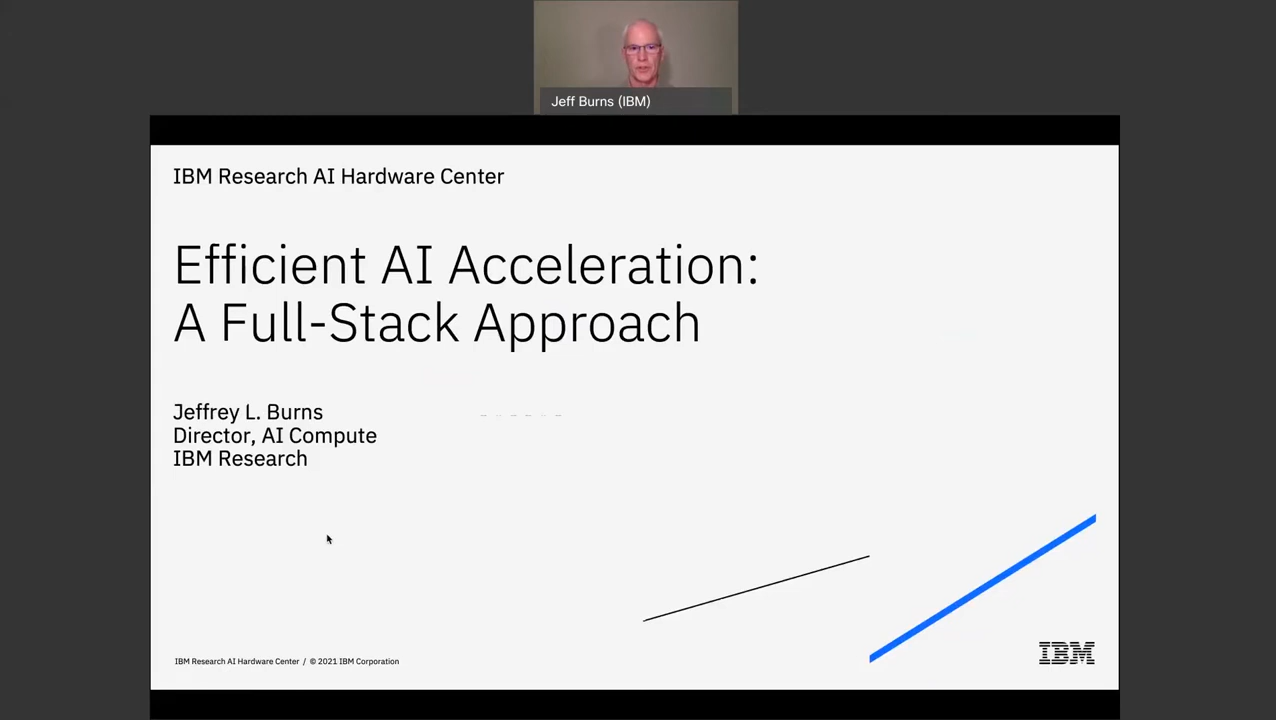 Jeff Burns (IBM)
IBM Research AI Hardware Center
Efficient AI Acceleration:
A Full-Stack Approach
Jeffrey L. Burns
Director, AI Compute
IBM Research
IBM Research AI Hardware Center / © 2021 IBM Corporation
IBM